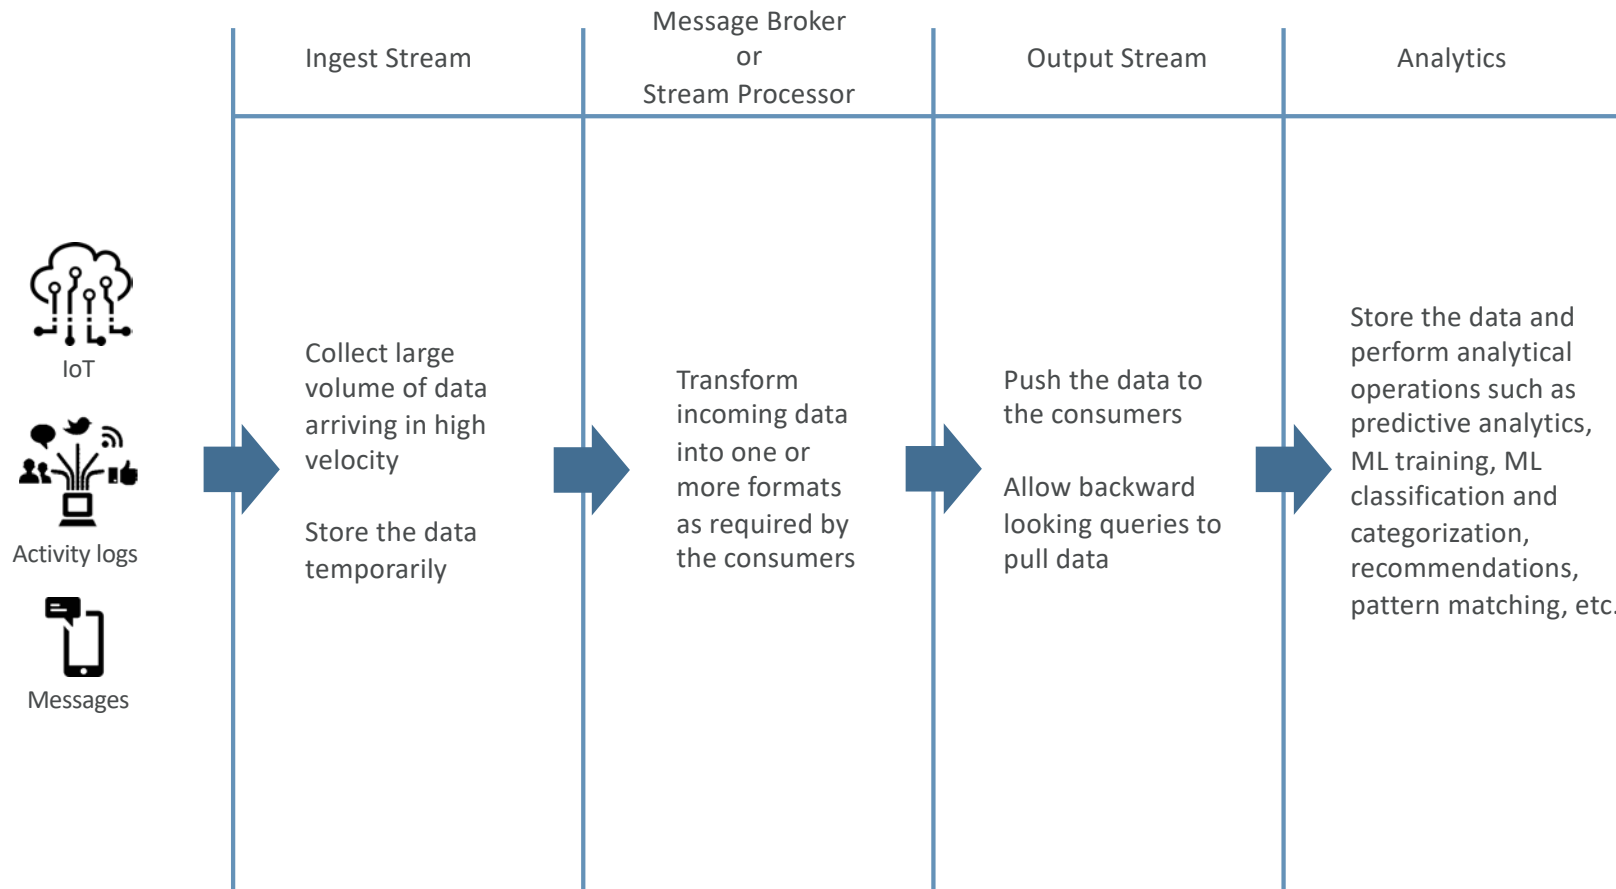 Ingest Stream
Message Broker
or
Stream Processor
Output Stream
Analytics
IoT
Activity logs
Messages
Collect large
volume of data
arriving in high
velocity
Store the data
temporarily
Transform
incoming data
into one or
more formats
as required by
the consumers
Push the data to
the consumers
Allow backward
looking queries to
pull data
Store the data and
perform analytical
operations such as
predictive analytics,
ML training, ML
classification and
categorization,
recommendations,
pattern matching, etc.